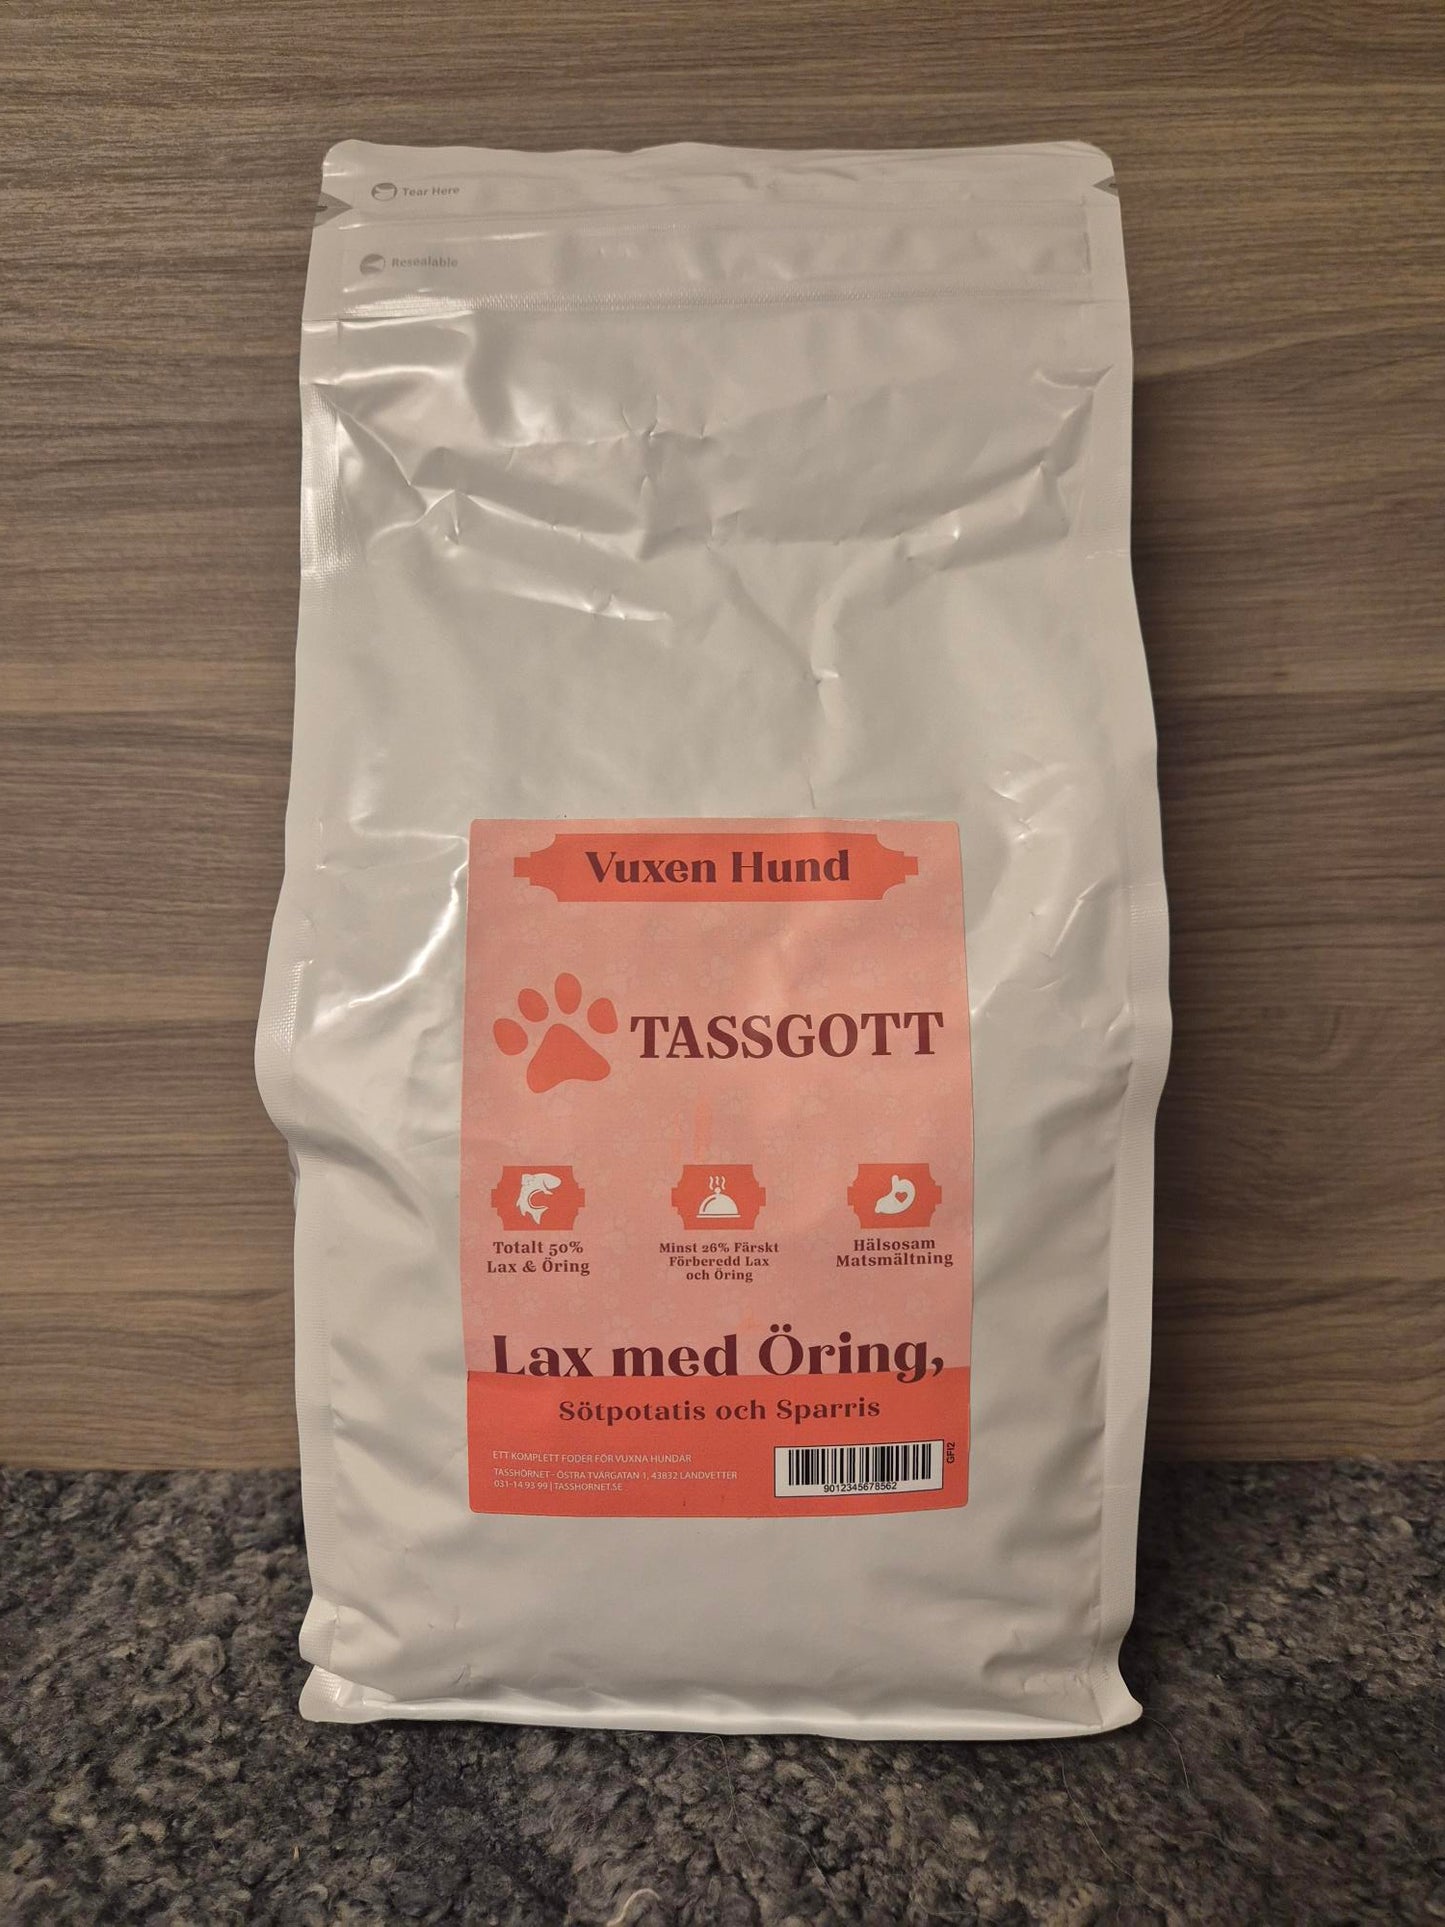 Tear Here
Resealable
Vuxen Hund
TASSGOTT
Totalt 50%
Lax & Öring
Minst 26% Färskt
Förberedd Lax
och Öring
Hälsosam
Matsmältning
Lax med Öring,
Sötpotatis och Sparris
ETT KOMPLETT FODER FÖR VUXNA HUNDAR
TASSHÖRNET - ÖSTRA TVÄRGATAN 1, 43832 LANDVETTER
031-14 93 99 | TASSHORNET.SE
9012345678562
GFI2